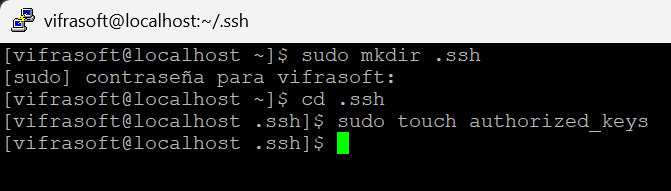 vifrasoft@localhost:~/.ssh
[vifrasoft@localhost ~]$ sudo mkdir .ssh
[sudo] contraseña para vifrasoft:
[vifrasoft@localhost ~]$ cd .ssh
[vifrasoft@localhost .ssh]$ sudo touch authorized_keys
[vifrasoft@localhost .ssh]$